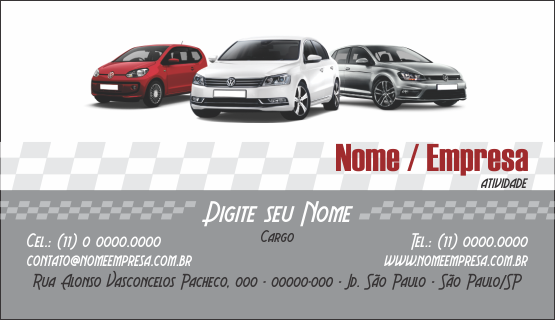 Nome / Empresa
ATIVIDADE
Digite seu Nome
Cargo
Cel.: (11) 0 0000.0000
Tel.: (11) 0000.0000
contato@nomeempresa.com.br
www.nomeempresa.com.br
Rua Alonso Vasconcelos Pacheco, 000 - 00000-000 - Jd. São Paulo - São Paulo/SP